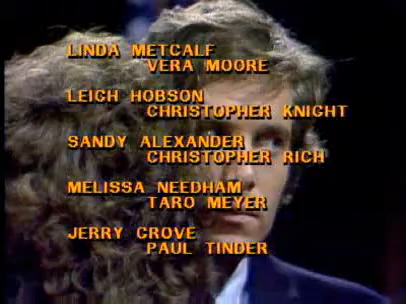 LINDA METCALF
VERA MOORE
LEIGH HOBSON
CHRISTOPHER KNIGHT
SANDY ALEXANDER
CHRISTOPHER RICH
MELISSA NEEDHAM
TARO MEYER
JERRY GROVE
PAUL TINDER